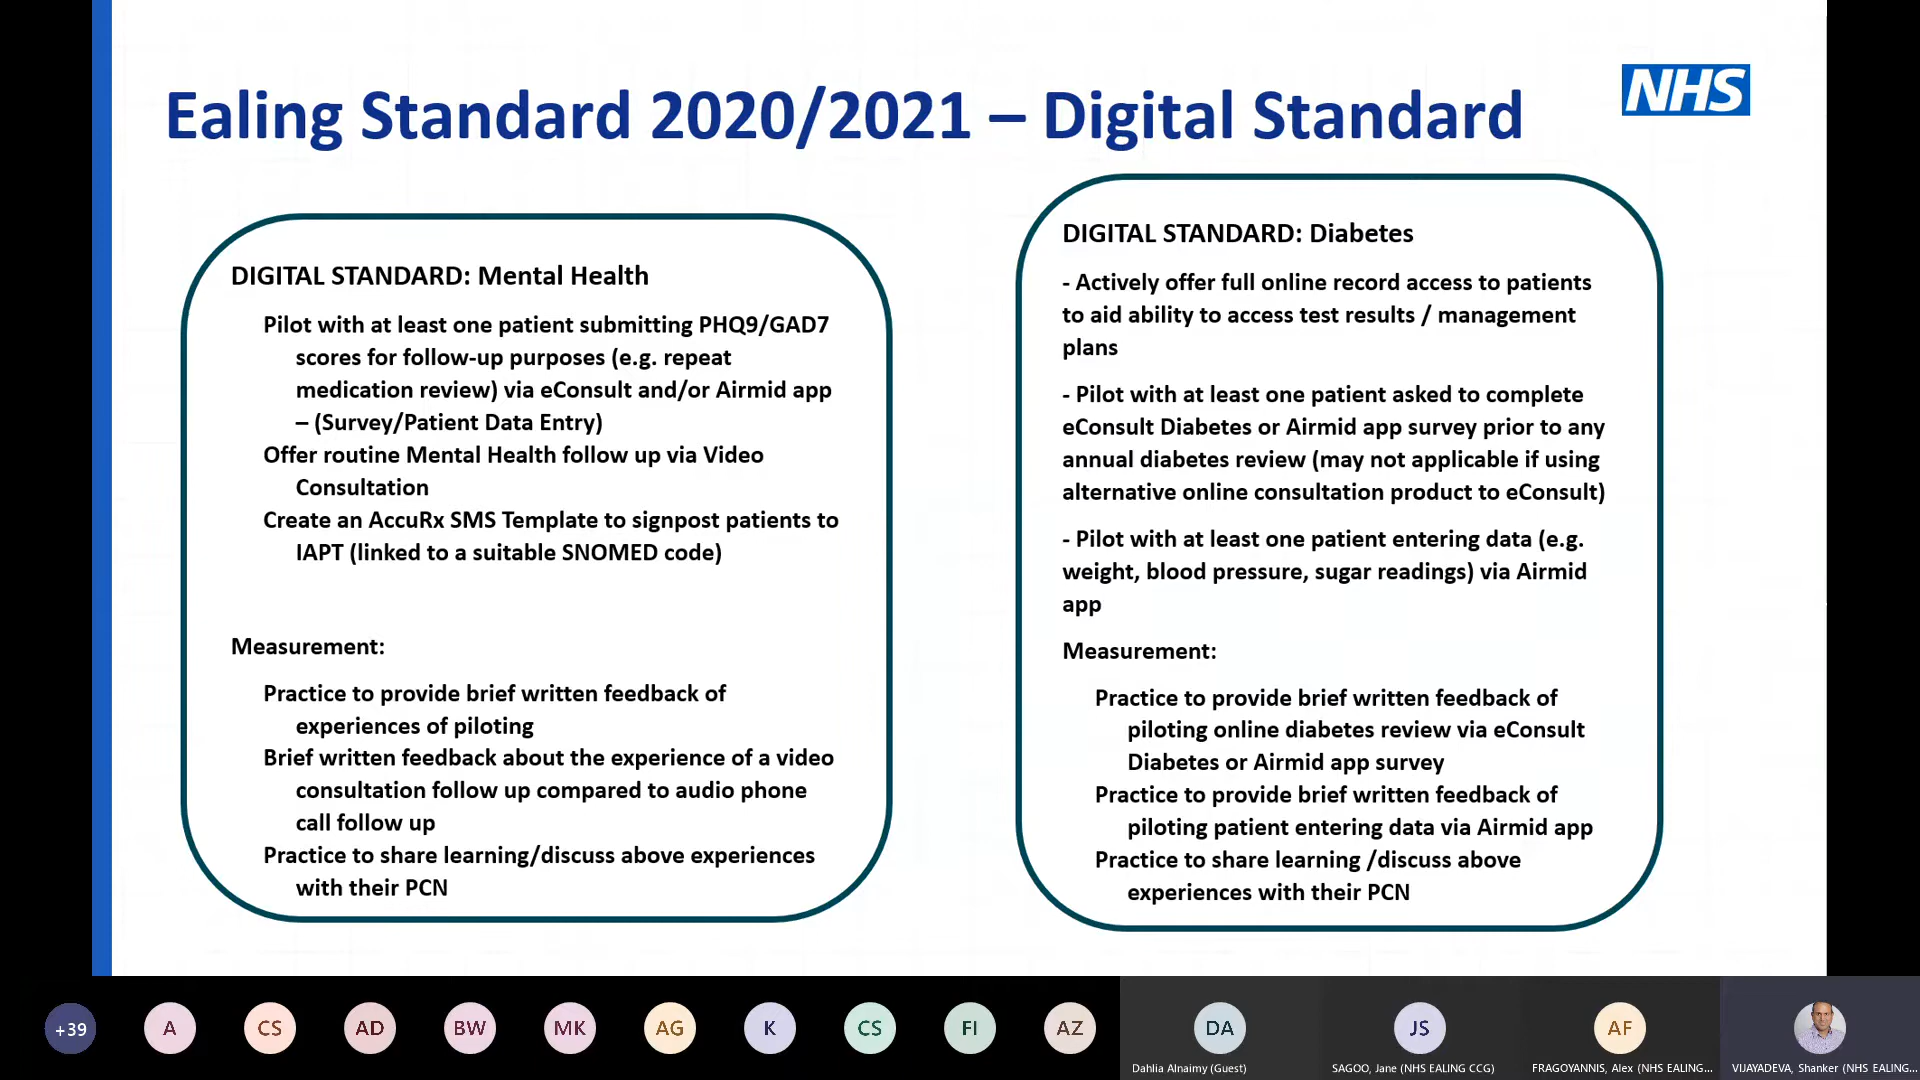 Ealing Standard 2020/2021 – Digital Standard
NHS
DIGITAL STANDARD: Mental Health
Pilot with at least one patient submitting PHQ9/GAD7
scores for follow-up purposes (e.g. repeat
medication review) via eConsult and/or Airmid app
– (Survey/Patient Data Entry)
Offer routine Mental Health follow up via Video
Consultation
Create an AccuRx SMS Template to signpost patients to
IAPT (linked to a suitable SNOMED code)
Measurement:
Practice to provide brief written feedback of
experiences of piloting
Brief written feedback about the experience of a video
consultation follow up compared to audio phone
call follow up
Practice to share learning/discuss above experiences
with their PCN
DIGITAL STANDARD: Diabetes
- Actively offer full online record access to patients
to aid ability to access test results / management
plans
- Pilot with at least one patient asked to complete
eConsult Diabetes or Airmid app survey prior to any
annual diabetes review (may not applicable if using
alternative online consultation product to eConsult)
- Pilot with at least one patient entering data (e.g.
weight, blood pressure, sugar readings) via Airmid
app
Measurement:
Practice to provide brief written feedback of
piloting online diabetes review via eConsult
Diabetes or Airmid app survey
Practice to provide brief written feedback of
piloting patient entering data via Airmid app
Practice to share learning /discuss above
experiences with their PCN
+39
A
CS
AD
BW
MK
AG
K
CS
FI
AZ
DA
JS
AF
Dahlia Alnaimy (Guest)
SAGOO, Jane (NHS EALING CCG)
FRAGOYANNIS, Alex (NHS EALING...
VIJAYADEVA, Shanker (NHS EALING...